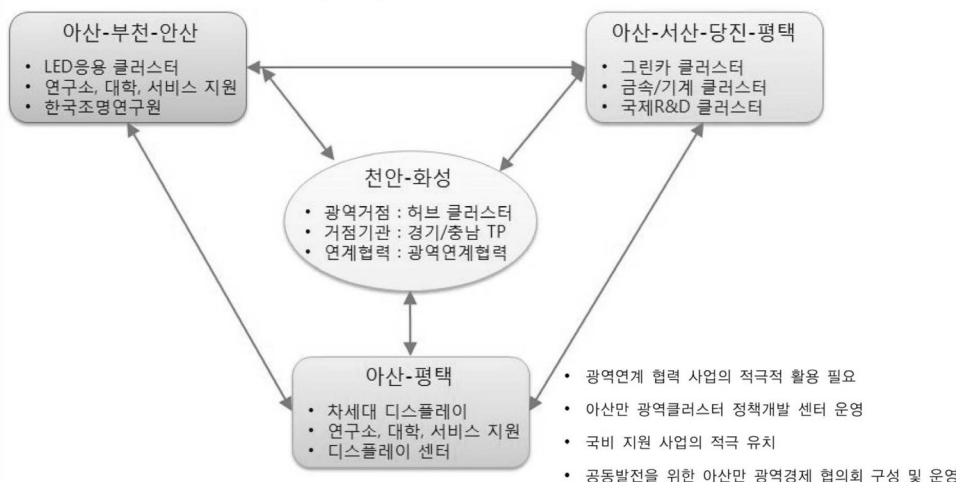 아산-부천-안산
• LED응용 클러스터
• 연구소, 대학, 서비스 지원
• 한국조명연구원
아산-서산-당진-평택
• 그린카 클러스터
• 금속/기계 클러스터
• 국제R&D 클러스터
천안-화성
• 광역거점 : 허브 클러스터
• 거점기관 : 경기/충남 TP
• 연계협력 : 광역연계협력
아산-평택
• 차세대 디스플레이
• 연구소, 대학, 서비스 지원
• 디스플레이 센터
• 광역연계 협력 사업의 적극적 활용 필요
• 아산만 광역클러스터 정책개발 센터 운영
• 국비 지원 사업의 적극 유치
• 공동발전을 위한 아산만 광역경제 협의회 구성 및 운영